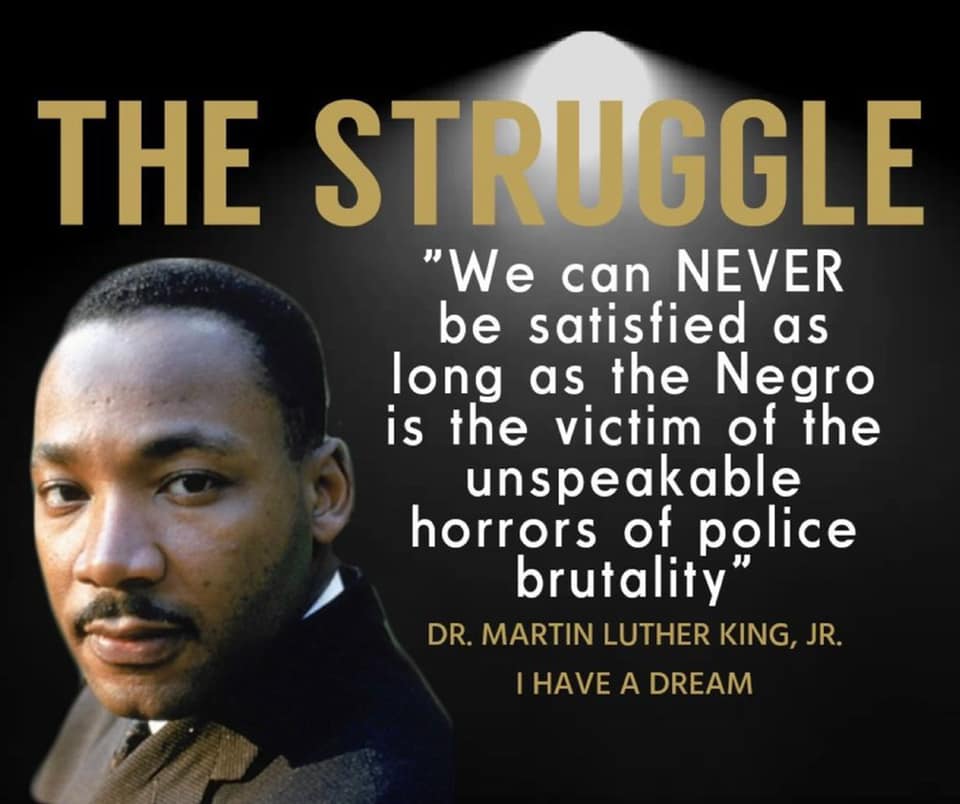 THE STRUGGLE
"We can NEVER
be satisfied as
long as the Negro
is the victim of the
unspeakable
horrors of police
brutality"
DR. MARTIN LUTHER KING, JR.
I HAVE A DREAM